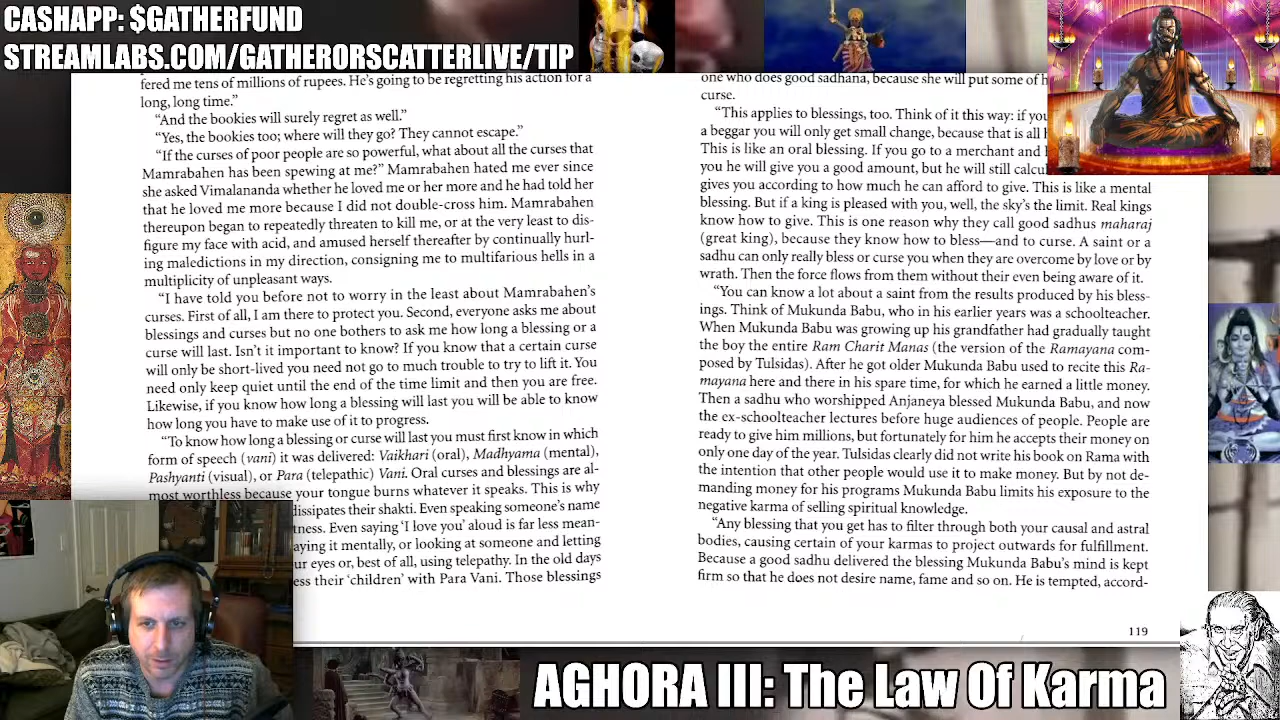 CASHAPP: $GATHERFUND
STREAMLABS.COM/GATHERORSCATTERLIVE/TIP
fered me tens of millions of rupees. He's going to be regretting his action for a
long, long time.”
“And the bookies will surely regret as well.”
“Yes, the bookies too; where will they go? They cannot escape.”
“If the curses of poor people are so powerful, what about all the curses that
Mamrabahen has been spewing at me?” Mamrabahen hated me ever since
she asked Vimalananda whether he loved me or her more and he had told her
that he loved me more because I did not double-cross him. Mamrabahen
thereupon began to repeatedly threaten to kill me, or at the very least to dis-
figure my face with acid, and amused herself thereafter by continually hurl-
ing maledictions in my direction, consigning me to multifarious hells in a
multiplicity of unpleasant ways.
“I have told you before not to worry in the least about Mamrabahen's
curses. First of all, I am there to protect you. Second, everyone asks me about
blessings and curses but no one bothers to ask me how long a blessing or a
curse will last. Isn't it important to know? If you know that a certain curse
will only be short-lived you need not go to much trouble to try to lift it. You
need only keep quiet until the end of the time limit and then you are free.
Likewise, if you know how long a blessing will last you will be able to know
how long you have to make use of it to progress.
“To know how long a blessing or curse will last you must first know in which
form of speech (vani) it was delivered: Vaikhari (oral), Madhyama (mental),
Pashyanti (visual), or Para (telepathic) Vani. Oral curses and blessings are al-
most worthless because your tongue burns whatever it speaks. This is why
dissipates their shakti. Even speaking someone's name
tness. Even saying ‘I love you’ aloud is far less mean-
aying it mentally, or looking at someone and letting
ur eyes or, best of all, using telepathy. In the old days
ess their ‘children’ with Para Vani. Those blessings
one who does good sadhana, because she will put some of h
curse.
“This applies to blessings, too. Think of it this way: if you
a beggar you will only get small change, because that is all
This is like an oral blessing. If you go to a merchant and
you he will give you a good amount, but he will still calcu
gives you according to how much he can afford to give. This is like a mental
blessing. But if a king is pleased with you, well, the sky's the limit. Real kings
know how to give. This is one reason why they call good sadhus maharaj
(great king), because they know how to bless—and to curse. A saint or a
sadhu can only really bless or curse you when they are overcome by love or by
wrath. Then the force flows from them without their even being aware of it.
“You can know a lot about a saint from the results produced by his bless-
ings. Think of Mukunda Babu, who in his earlier years was a schoolteacher.
When Mukunda Babu was growing up his grandfather had gradually taught
the boy the entire Ram Charit Manas (the version of the Ramayana com-
posed by Tulsidas). After he got older Mukunda Babu used to recite this Ra-
mayana here and there in his spare time, for which he earned a little money.
Then a sadhu who worshipped Anjaneya blessed Mukunda Babu, and now
the ex-schoolteacher lectures before huge audiences of people. People are
ready to give him millions, but fortunately for him he accepts their money on
only one day of the year. Tulsidas clearly did not write his book on Rama with
the intention that other people would use it to make money. But by not de-
manding money for his programs Mukunda Babu limits his exposure to the
negative karma of selling spiritual knowledge.
“Any blessing that you get has to filter through both your causal and astral
bodies, causing certain of your karmas to project outwards for fulfillment.
Because a good sadhu delivered the blessing Mukunda Babu's mind is kept
firm so that he does not desire name, fame and so on. He is tempted, accord-
119
AGHORA III: The Law Of Karma